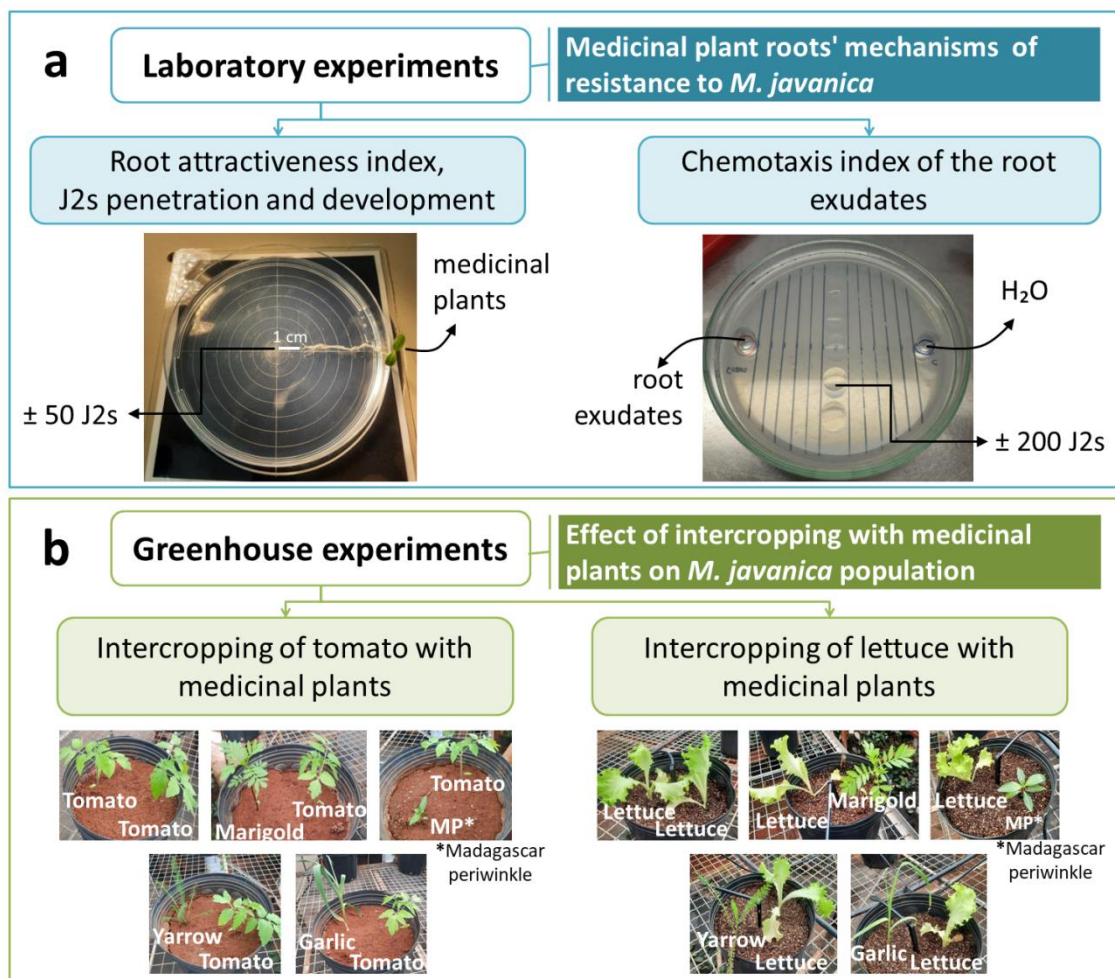 a
Laboratory experiments
Medicinal plant roots' mechanisms of
resistance to M. javanica
Root attractiveness index,
J2s penetration and development
Chemotaxis index of the root
exudates
1 cm
medicinal
plants
± 50 J2s
H₂O
root
exudates
± 200 J2s
b
Greenhouse experiments
Effect of intercropping with medicinal
plants on M. javanica population
Intercropping of tomato with
medicinal plants
Intercropping of lettuce with
medicinal plants
Tomato
Tomato
Marigold
Tomato
Tomato
MP*
*Madagascar
periwinkle
Yarrow
Tomato
Garlic
Tomato
Lettuce
Lettuce
Lettuce
Marigold
Lettuce
MP*
*Madagascar
periwinkle
Yarrow
Lettuce
Garlic
Lettuce